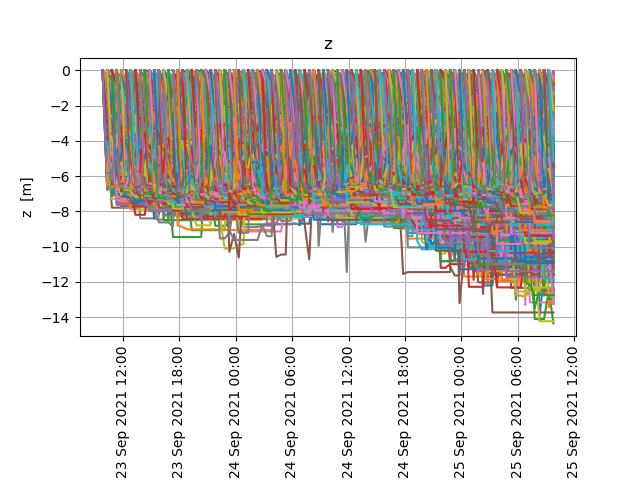 z
z [m]
0
−2
−4
−6
−8
−10
−12
−14
23 Sep 2021 12:00
23 Sep 2021 18:00
24 Sep 2021 00:00
24 Sep 2021 06:00
24 Sep 2021 12:00
24 Sep 2021 18:00
25 Sep 2021 00:00
25 Sep 2021 06:00
25 Sep 2021 12:00